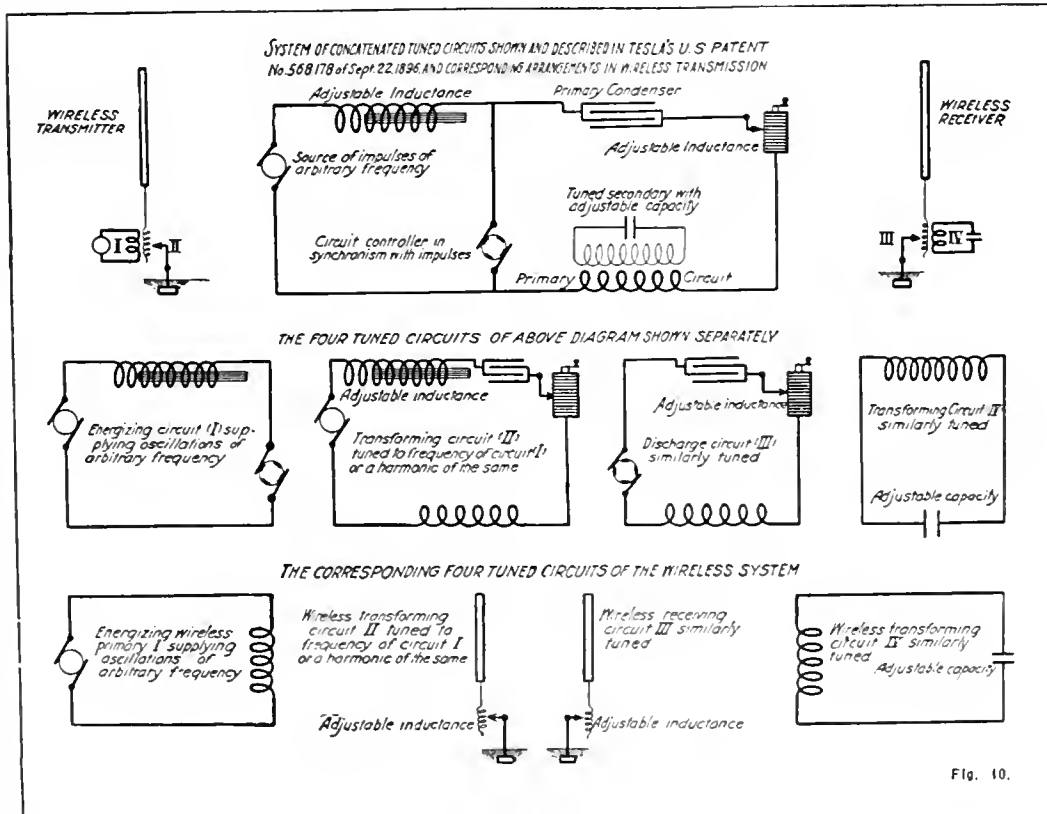 SYSTEM OF CONCATENATED TUNED CIRCUITS SHOWN AND DESCRIBED IN TESLA'S U.S PATENT
No. 568178 of Sept. 22. 1896, AND CORRESPONDING ARRANGEMENTS IN WIRELESS TRANSMISSION
WIRELESS
TRANSMITTER
I
II
Adjustable Inductance
Primary Condenser
Adjustable Inductance
Source of impulses of
arbitrary frequency
Tuned secondary with
adjustable capacity
Circuit controller in
synchronism with impulses
Primary
Circuit
WIRELESS
RECEIVER
III
IV
THE FOUR TUNED CIRCUITS OF ABOVE DIAGRAM SHOWN SEPARATELY
Energizing circuit (I) sup-
plying oscillations of
arbitrary frequency
Adjustable inductance
Transforming circuit (II)
tuned to frequency of circuit (I)
or a harmonic of the same
Adjustable inductance
Discharge circuit (III)
similarly tuned
Transforming Circuit IV
similarly tuned
Adjustable capacity
THE CORRESPONDING FOUR TUNED CIRCUITS OF THE WIRELESS SYSTEM
Energizing wireless
primary I supplying
oscillations of
arbitrary frequency
Wireless transforming
circuit II tuned to
frequency of circuit I
or a harmonic of the same
Adjustable inductance
Wireless receiving
circuit III similarly
tuned
Adjustable inductance
Wireless transforming
circuit IV similarly
tuned
Adjustable capacity
Fig. 10.